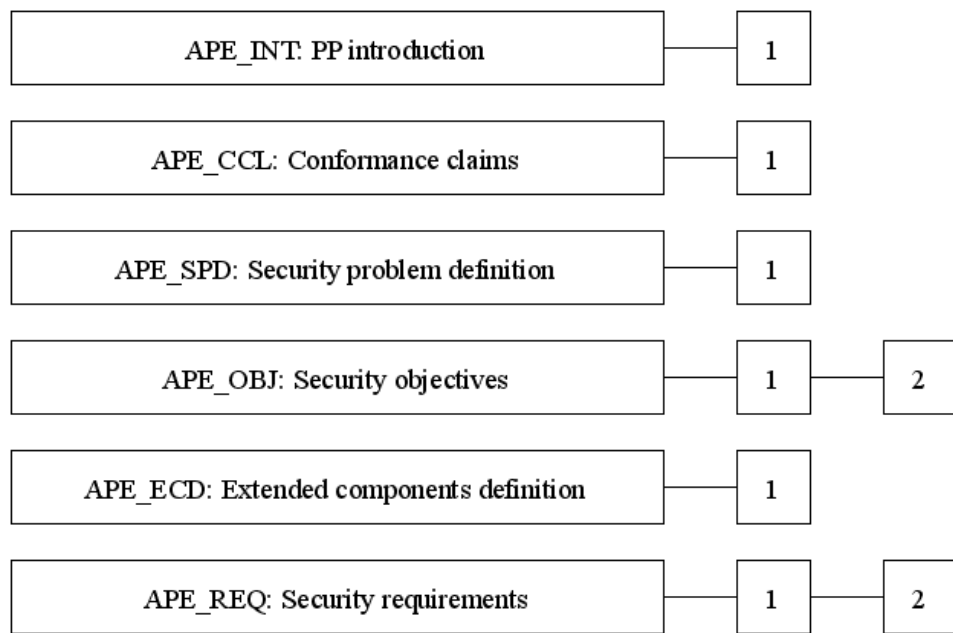 APE_INT: PP introduction 1
APE_CCL: Conformance claims 1
APE_SPD: Security problem definition 1
APE_OBJ: Security objectives 1 2
APE_ECD: Extended components definition 1
APE_REQ: Security requirements 1 2